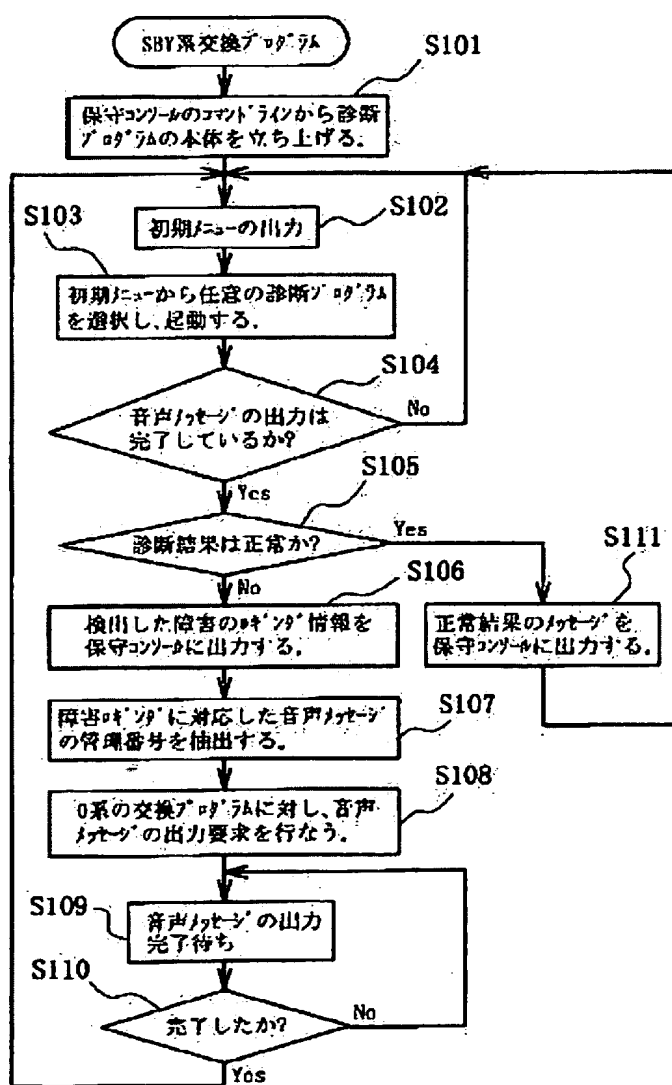 SBY系交換ﾌﾟﾛｸﾞﾗﾑ
S101
保守ｺﾝｿｰﾙのｺﾏﾝﾄﾞﾗｲﾝから診断
ﾌﾟﾛｸﾞﾗﾑの本体を立ち上げる.
S102
初期ﾒﾆｭｰの出力
S103
初期ﾒﾆｭｰから任意の診断ﾌﾟﾛｸﾞﾗﾑ
を選択し、起動する.
S104
音声ﾒｯｾｰｼﾞの出力は
完了しているか?
No
Yes
S105
診断結果は正常か?
Yes
No
S106
検出した障害のﾛｷﾞﾝｸﾞ情報を
保守ｺﾝｿｰﾙに出力する。
S111
正常結果のﾒｯｾｰｼﾞを
保守ｺﾝｿｰﾙに出力する。
S107
障害ﾛｷﾞﾝｸﾞに対応した音声ﾒｯｾｰｼﾞ
の管理番号を抽出する。
S108
0系の交換ﾌﾟﾛｸﾞﾗﾑに対し、音声
ﾒｯｾｰｼﾞの出力要求を行なう.
S109
音声ﾒｯｾｰｼﾞの出力
完了待ち
S110
完了したか?
No
Yes